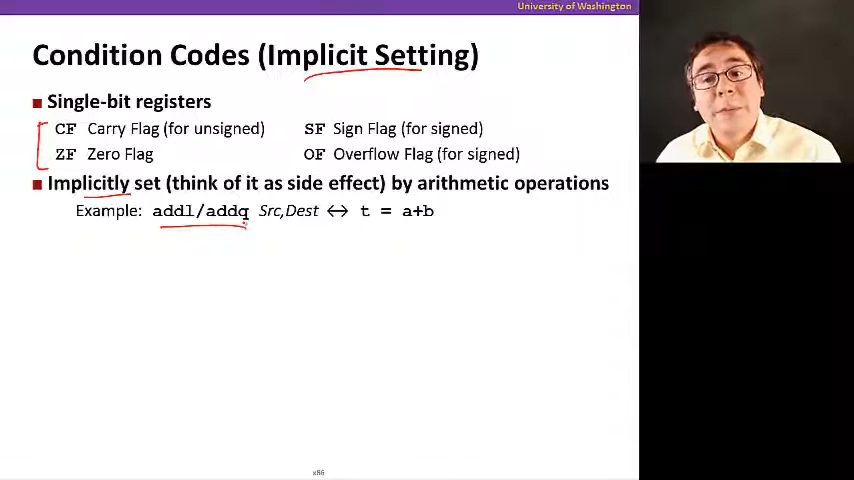 University of Washington
Condition Codes (Implicit Setting)
■ Single-bit registers
CF Carry Flag (for unsigned) SF Sign Flag (for signed)
ZF Zero Flag OF Overflow Flag (for signed)
■ Implicitly set (think of it as side effect) by arithmetic operations
Example: addl/addq Src,Dest ↔ t = a+b
x86